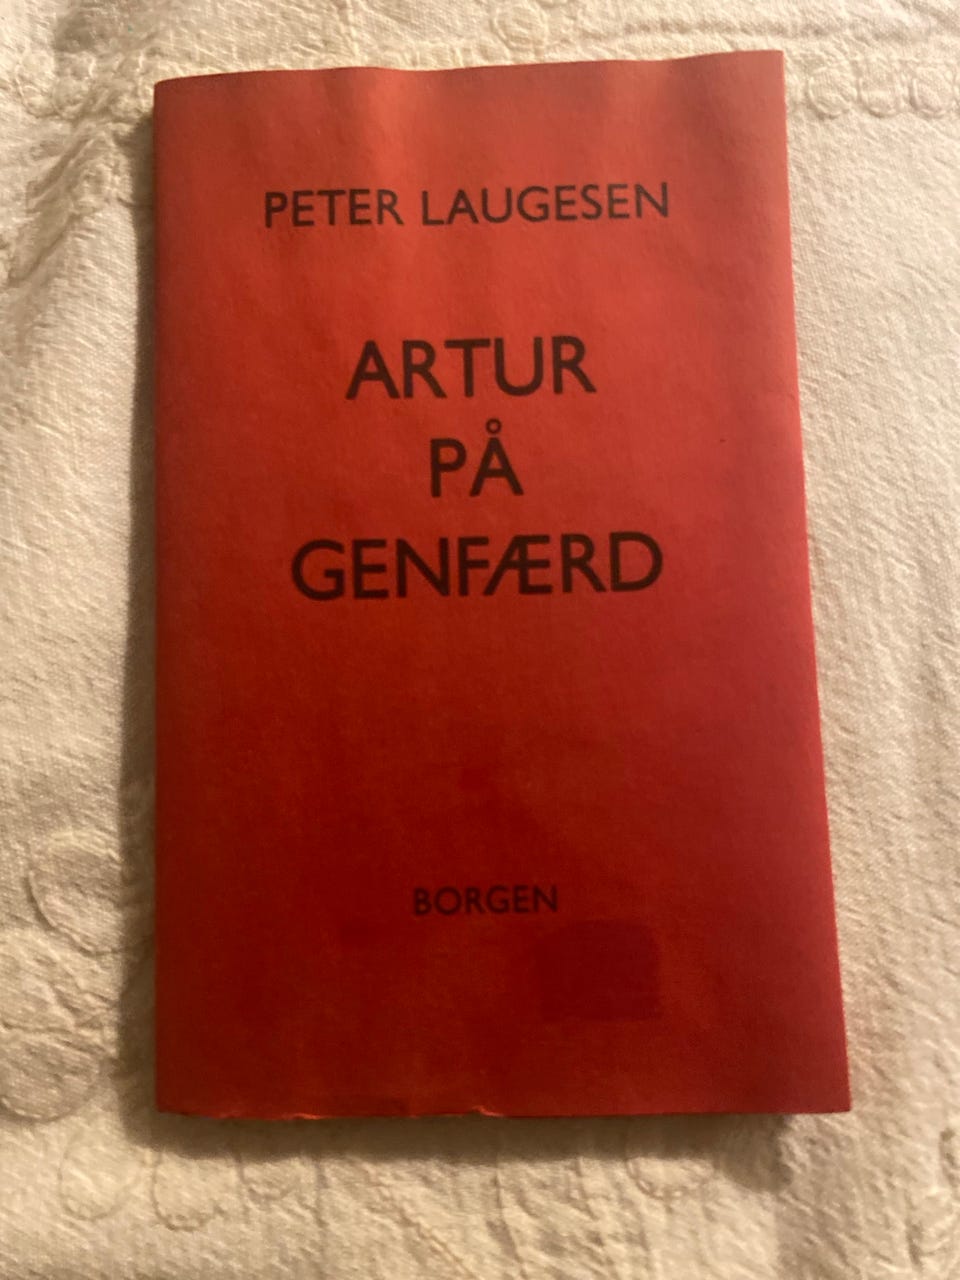 PETER LAUGESEN
ARTUR
PÅ
GENFÆRD
BORGEN